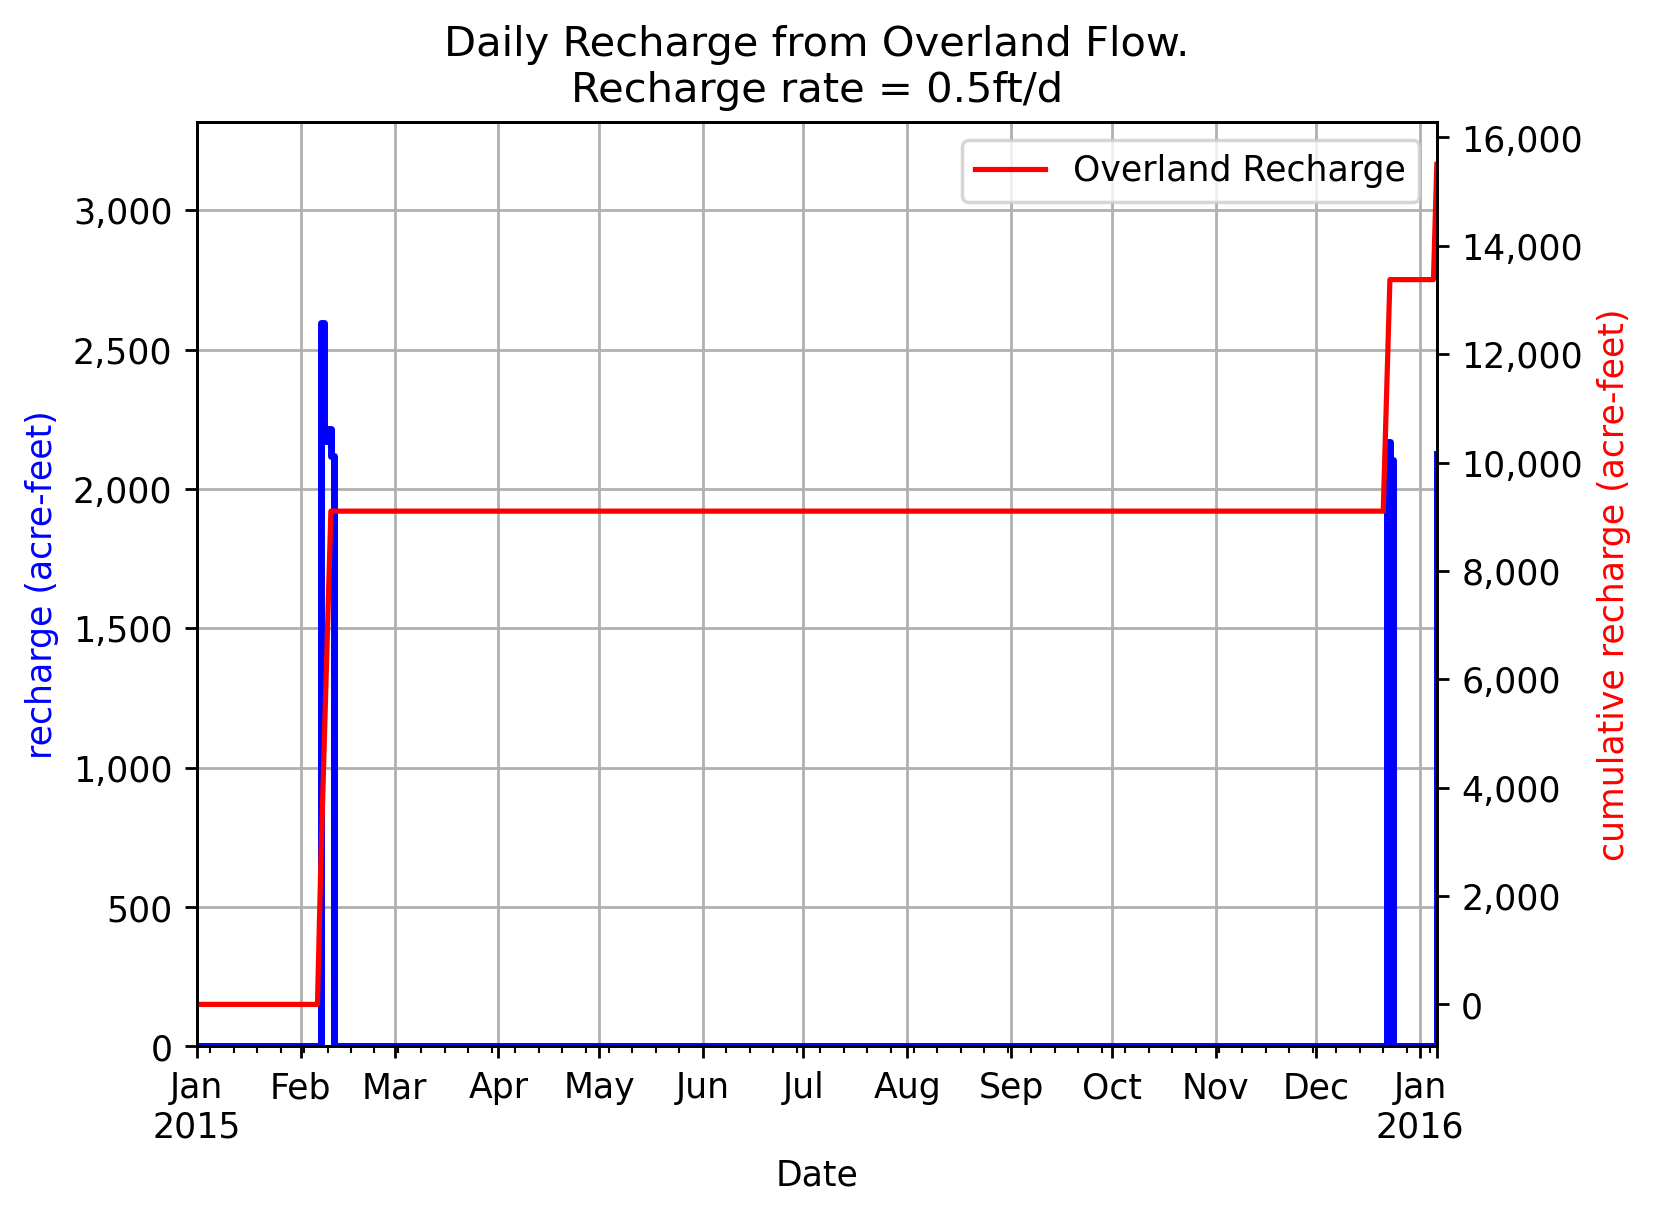 Daily Recharge from Overland Flow.
Recharge rate = 0.5ft/d
Overland Recharge
3,000
2,500
2,000
1,500
1,000
500
0
recharge (acre-feet)
16,000
14,000
12,000
10,000
8,000
6,000
4,000
2,000
0
cumulative recharge (acre-feet)
Jan Feb Mar Apr May Jun Jul Aug Sep Oct Nov Dec Jan
2015 2016
Date